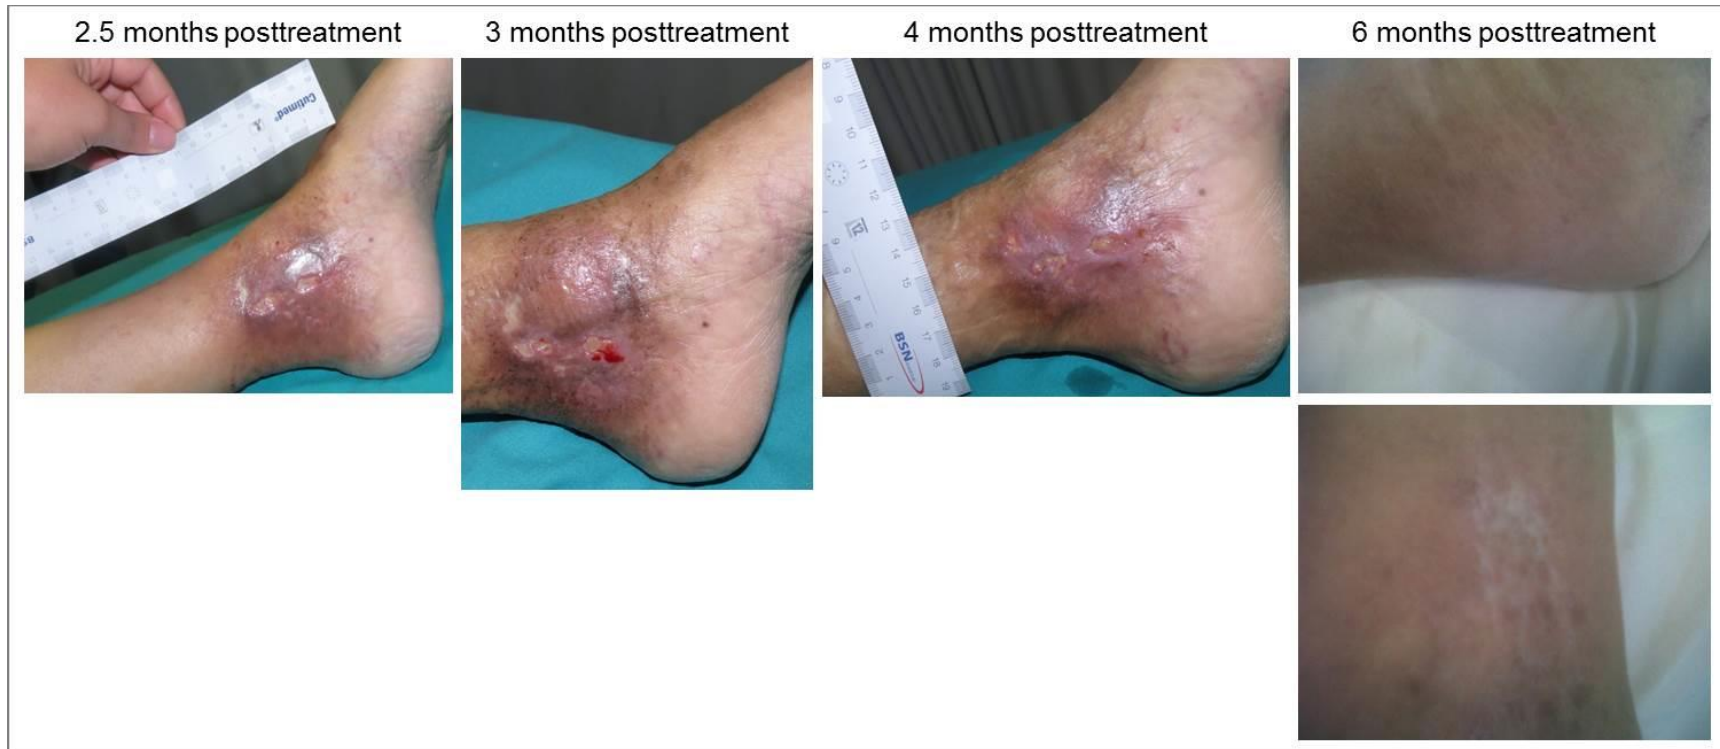 2.5 months posttreatment
3 months posttreatment
4 months posttreatment
6 months posttreatment
Cutimed®
BSN